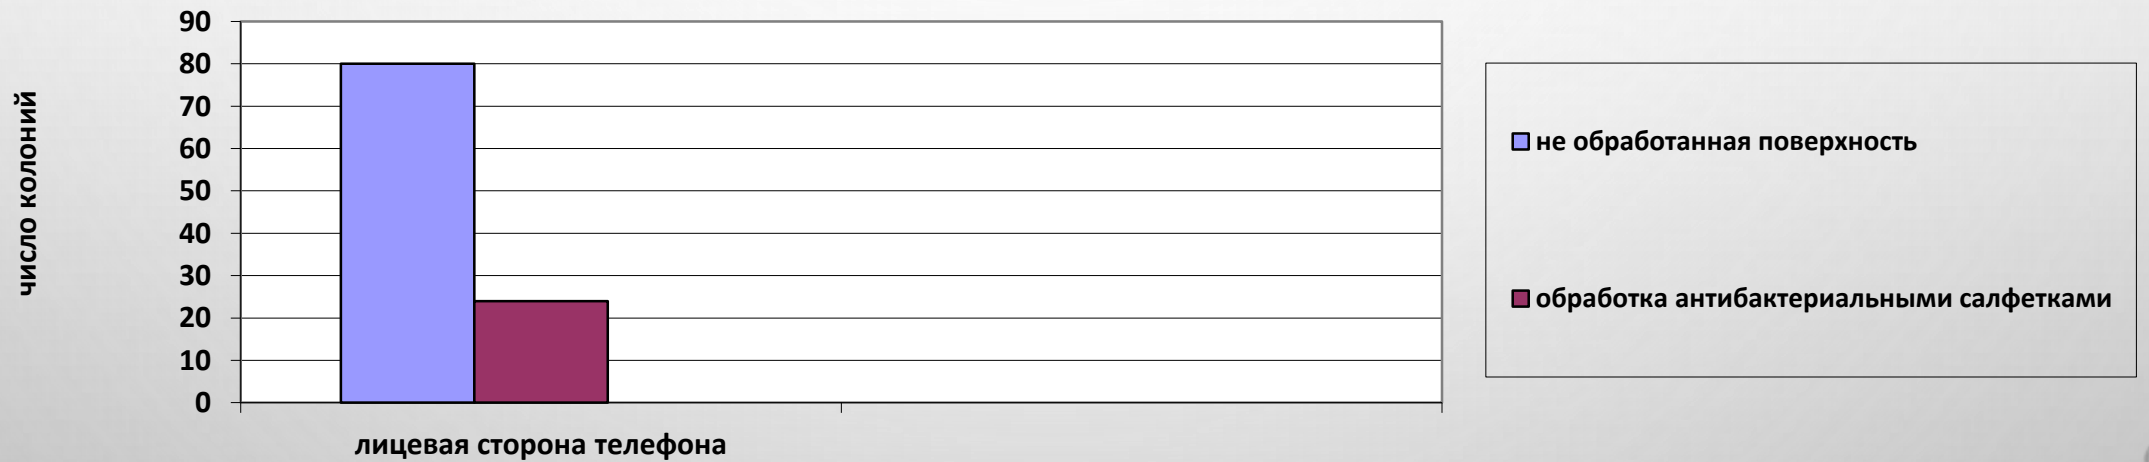 число колоний
90
80
70
60
50
40
30
20
10
0
лицевая сторона телефона
не обработанная поверхность
обработка антибактериальными салфетками